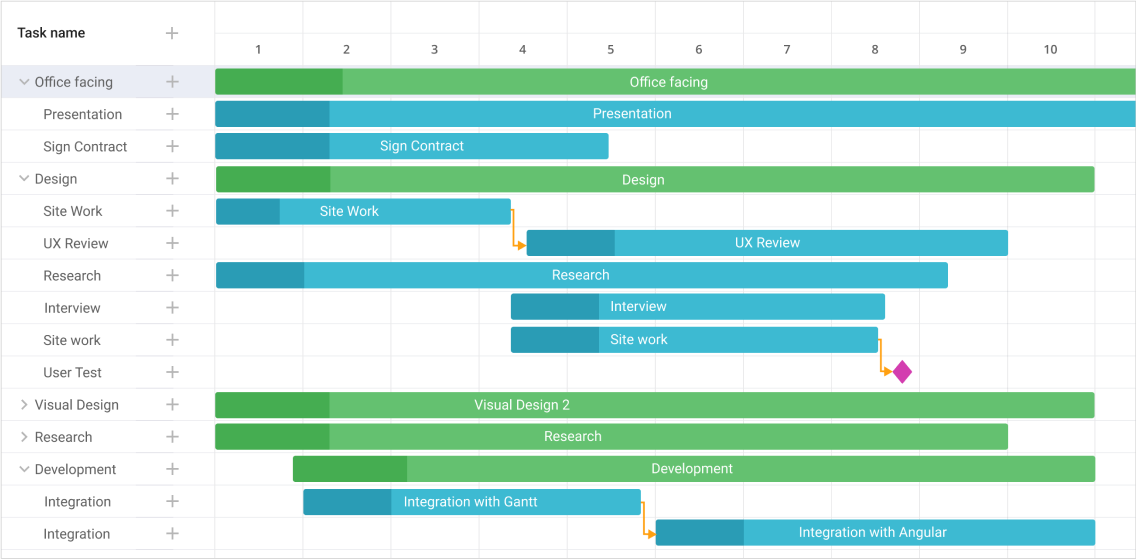 Task name
1 2 3 4 5 6 7 8 9 10
Office facing Office facing
Presentation Presentation
Sign Contract Sign Contract
Design Design
Site Work Site Work
UX Review UX Review
Research Research
Interview Interview
Site work Site work
User Test
Visual Design Visual Design 2
Research Research
Development Development
Integration Integration with Gantt
Integration Integration with Angular